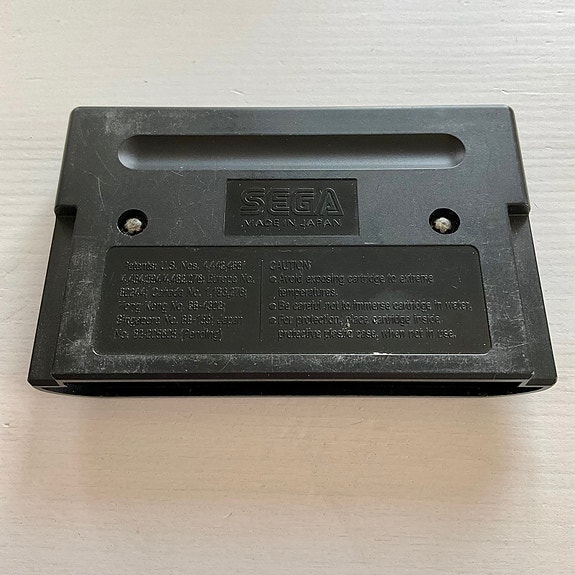 SEGA
MADE IN JAPAN
Patents: U.S. Nos. 4,442,486/
4,454,594/4,462,076; Europe No.
80244; Canada No. 1,183,276;
Hong Kong No. 88-4302;
Singapore No. 88-155; Japan
No. 82-205605 (Pending)
CAUTION:
Avoid exposing cartridge to extreme
temperatures.
Be careful not to immerse cartridge in water.
For protection, place cartridge inside
protective plastic case, when not in use.